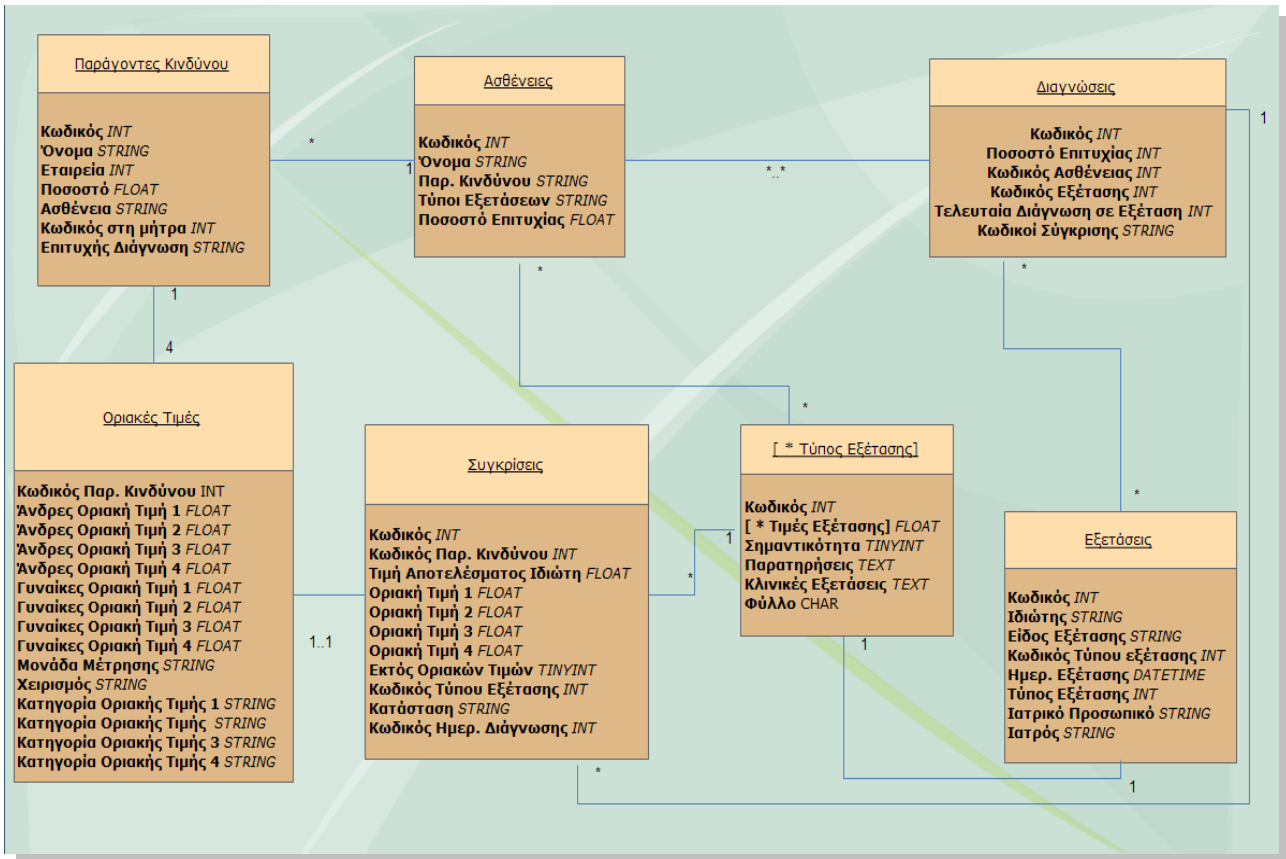 Παράγοντες Κινδύνου
Κωδικός INT
Όνομα STRING
Εταιρεία INT
Ποσοστό FLOAT
Ασθένεια STRING
Κωδικός στη μήτρα INT
Επιτυχής Διάγνωση STRING
*
1
Ασθένειες
Κωδικός INT
Όνομα STRING
Παρ. Κινδύνου STRING
Τύποι Εξετάσεων STRING
Ποσοστό Επιτυχίας FLOAT
*..*
Διαγνώσεις
Κωδικός INT
Ποσοστό Επιτυχίας INT
Κωδικός Ασθένειας INT
Κωδικός Εξέτασης INT
Τελευταία Διάγνωση σε Εξέταση INT
Κωδικοί Σύγκρισης STRING
1
*
*
1
4
Οριακές Τιμές
Κωδικός Παρ. Κινδύνου INT
Άνδρες Οριακή Τιμή 1 FLOAT
Άνδρες Οριακή Τιμή 2 FLOAT
Άνδρες Οριακή Τιμή 3 FLOAT
Άνδρες Οριακή Τιμή 4 FLOAT
Γυναίκες Οριακή Τιμή 1 FLOAT
Γυναίκες Οριακή Τιμή 2 FLOAT
Γυναίκες Οριακή Τιμή 3 FLOAT
Γυναίκες Οριακή Τιμή 4 FLOAT
Μονάδα Μέτρησης STRING
Χειρισμός STRING
Κατηγορία Οριακής Τιμής 1 STRING
Κατηγορία Οριακής Τιμής STRING
Κατηγορία Οριακής Τιμής 3 STRING
Κατηγορία Οριακής Τιμής 4 STRING
1..1
Συγκρίσεις
Κωδικός INT
Κωδικός Παρ. Κινδύνου INT
Τιμή Αποτελέσματος Ιδιώτη FLOAT
Οριακή Τιμή 1 FLOAT
Οριακή Τιμή 2 FLOAT
Οριακή Τιμή 3 FLOAT
Οριακή Τιμή 4 FLOAT
Εκτός Οριακών Τιμών TINYINT
Κωδικός Τύπου Εξέτασης INT
Κατάσταση STRING
Κωδικός Ημερ. Διάγνωσης INT
*
*
1
*
[ * Τύπος Εξέτασης]
Κωδικός INT
[ * Τιμές Εξέτασης] FLOAT
Σημαντικότητα TINYINT
Παρατηρήσεις TEXT
Κλινικές Εξετάσεις TEXT
Φύλλο CHAR
1
*
Εξετάσεις
Κωδικός INT
Ιδιώτης STRING
Είδος Εξέτασης STRING
Κωδικός Τύπου εξέτασης INT
Ημερ. Εξέτασης DATETIME
Τύπος Εξέτασης INT
Ιατρικό Προσωπικό STRING
Ιατρός STRING
1